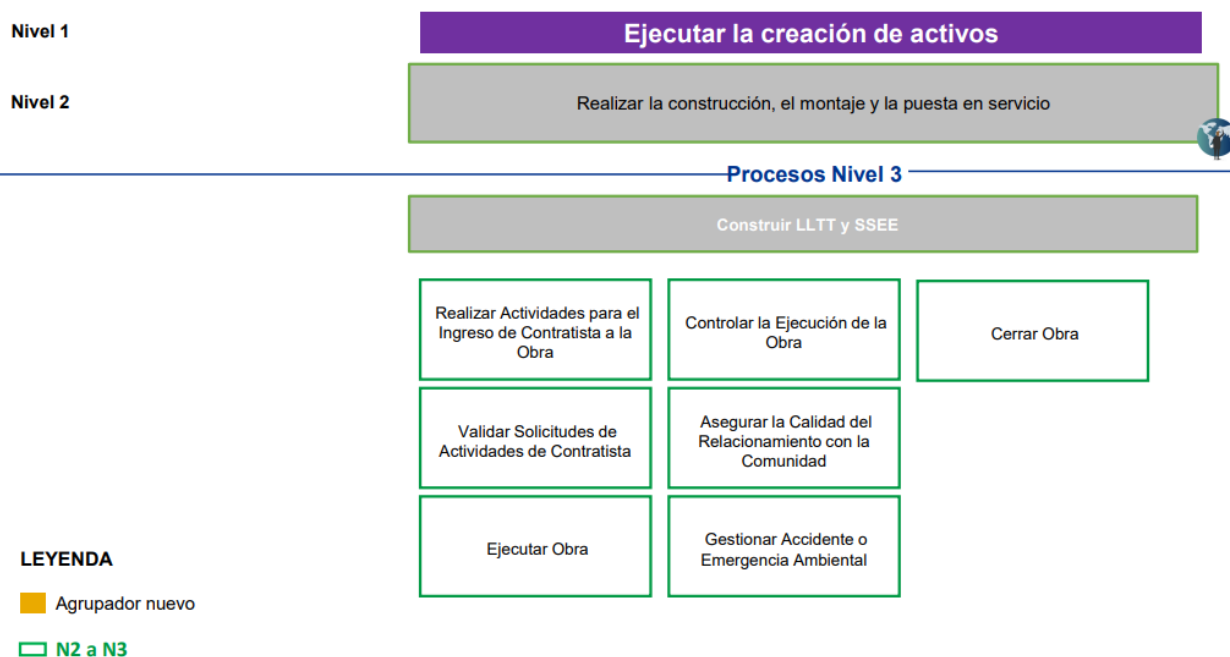 Nivel 1
Ejecutar la creación de activos
Nivel 2
Realizar la construcción, el montaje y la puesta en servicio
Procesos Nivel 3
Construir LLTT y SSEE
Realizar Actividades para el
Ingreso de Contratista a la
Obra
Controlar la Ejecución de la
Obra
Cerrar Obra
Validar Solicitudes de
Actividades de Contratista
Asegurar la Calidad del
Relacionamiento con la
Comunidad
Ejecutar Obra
Gestionar Accidente o
Emergencia Ambiental
LEYENDA
Agrupador nuevo
N2 a N3